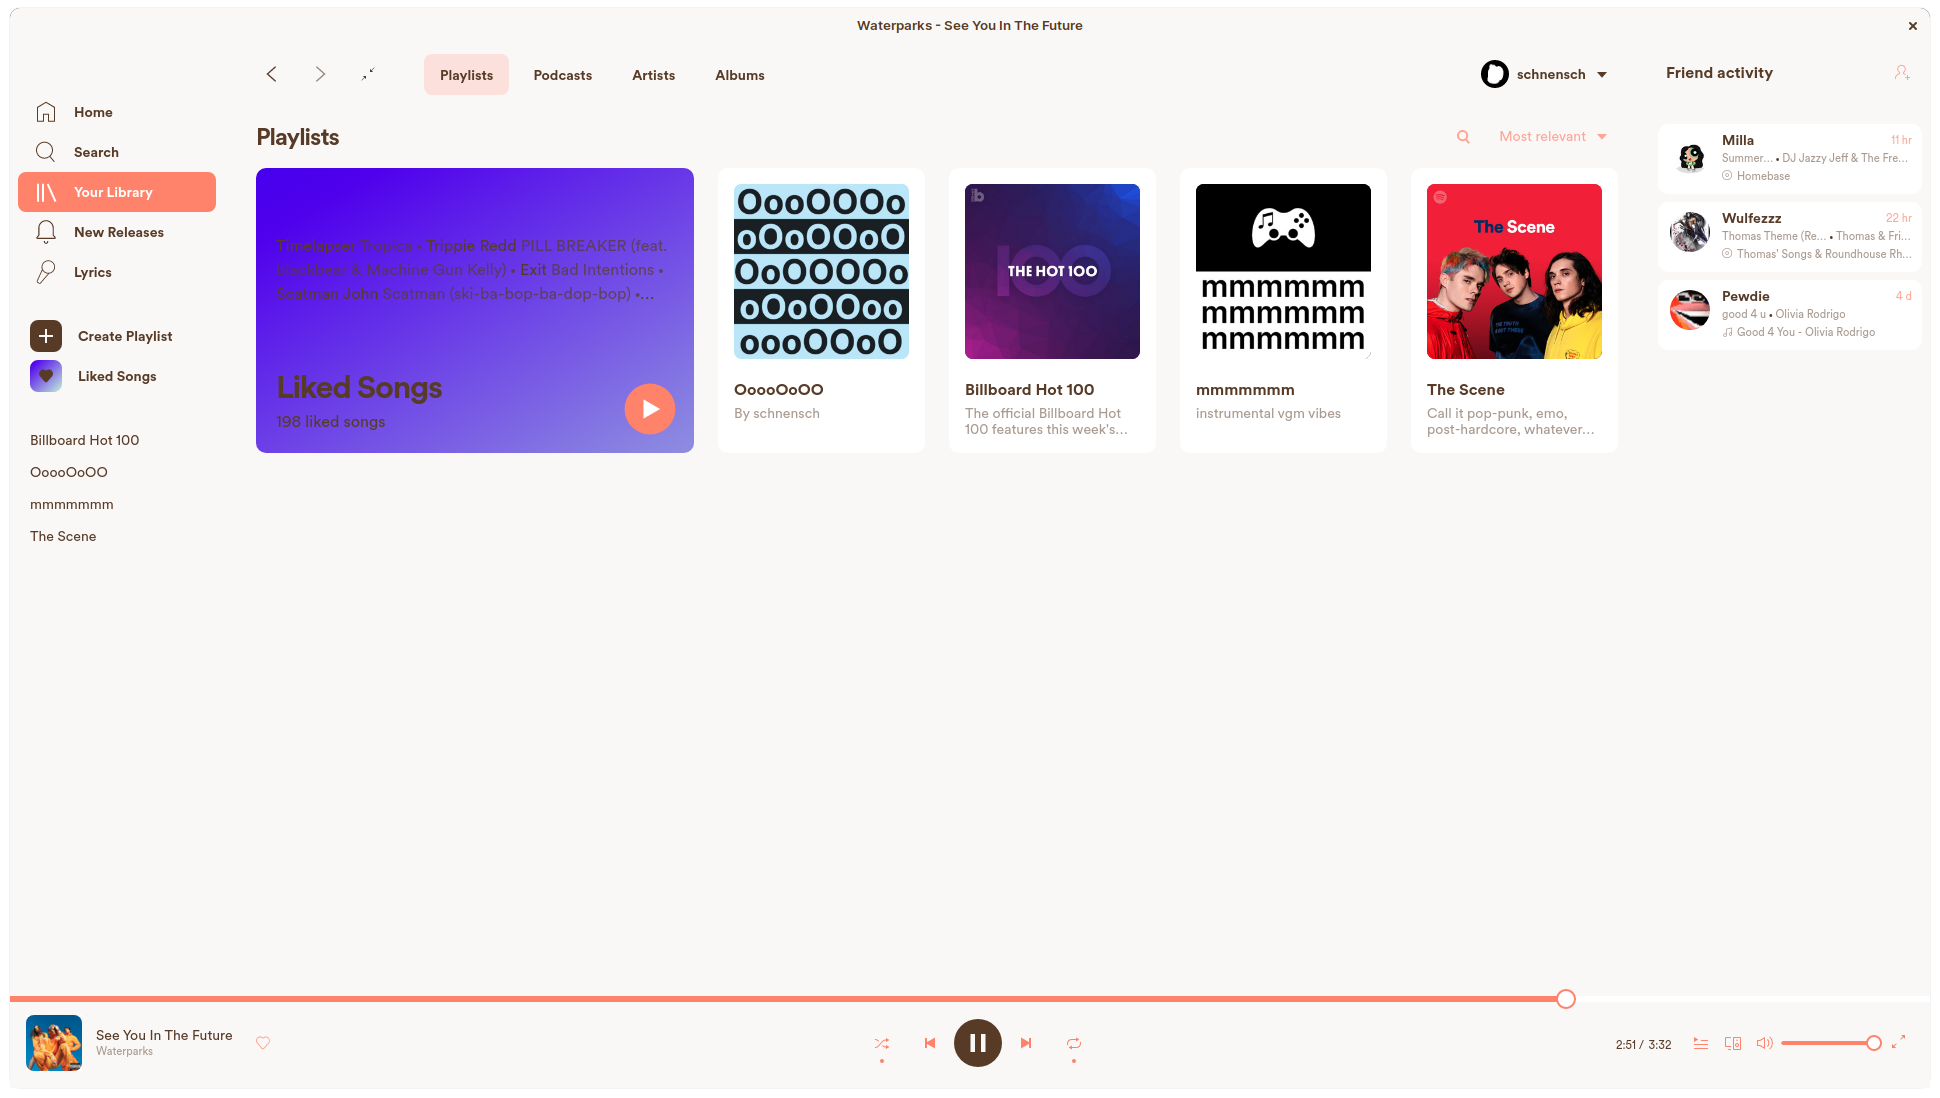 Waterparks - See You In The Future
Playlists
Podcasts
Artists
Albums
schnensch
Friend activity
Home
Search
Your Library
New Releases
Lyrics
Create Playlist
Liked Songs
Billboard Hot 100
OoooOoOO
mmmmmmm
The Scene
Playlists
Most relevant
Timelapser Tropics • Trippie Redd PILL BREAKER (feat.
blackbear & Machine Gun Kelly) • Exit Bad Intentions •
Scatman John Scatman (ski-ba-bop-ba-dop-bop) •...
Liked Songs
198 liked songs
OooOOOo
oOoOOoO
OoOOOOO
oOoOOoo
oooOOoO
OoooOoOO
By schnensch
THE HOT 100
Billboard Hot 100
The official Billboard Hot
100 features this week's...
mmmmmm
mmmmmm
mmmmmm
mmmmmmm
instrumental vgm vibes
The Scene
The Scene
Call it pop-punk, emo,
post-hardcore, whatever...
Milla
11 hr
Summer... • DJ Jazzy Jeff & The Fre...
Homebase
Wulfezzz
22 hr
Thomas Theme (Re... • Thomas & Fri...
Thomas' Songs & Roundhouse Rh...
Pewdie
4 d
good 4 u • Olivia Rodrigo
Good 4 You - Olivia Rodrigo
See You In The Future
Waterparks
2:51 / 3:32